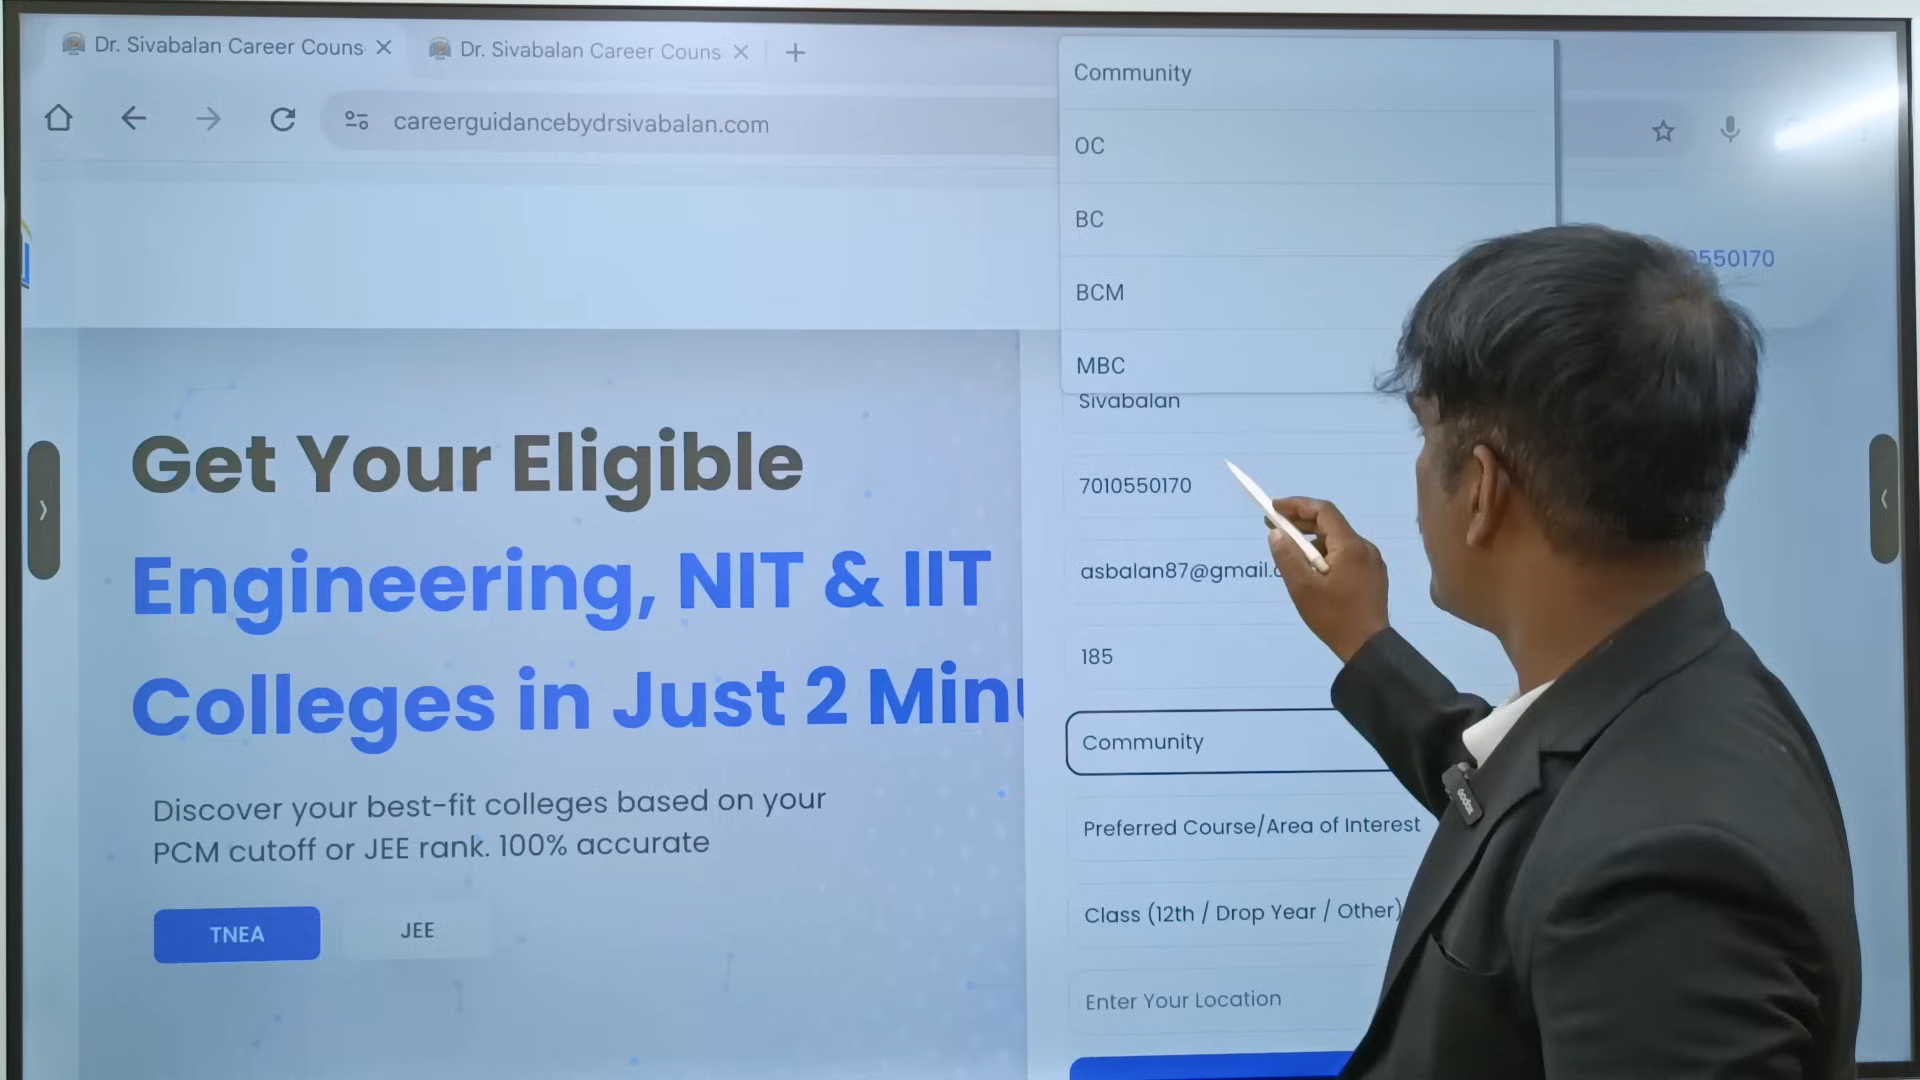 Dr. Sivabalan Career Couns
Dr. Sivabalan Career Couns
careerguidancebydrsivabalan.com
Community
OC
BC
BCM
MBC
550170
Sivabalan
7010550170
asbalan87@gmail.
185
Community
Preferred Course/Area of Interest
Class (12th / Drop Year / Other)
Enter Your Location
Get Your Eligible
Engineering, NIT & IIT
Colleges in Just 2 Minu
Discover your best-fit colleges based on your
PCM cutoff or JEE rank. 100% accurate
TNEA
JEE